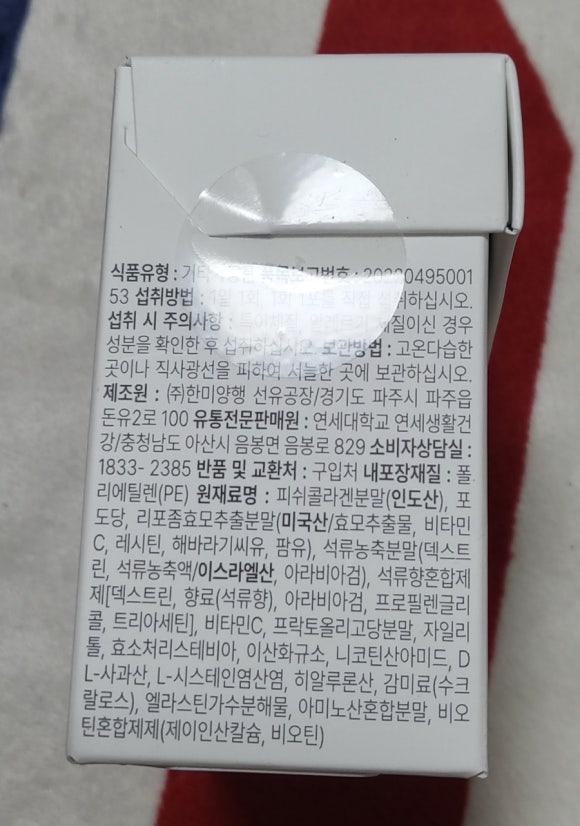 식품유형 : 기타가공품 품목보고번호 : 20220495001
53 섭취방법 : 1일 1회, 1회 1포를 직접 섭취하십시오.
섭취 시 주의사항 : 특이체질, 알레르기 체질이신 경우
성분을 확인한 후 섭취하십시오 보관방법 : 고온다습한
곳이나 직사광선을 피하여 서늘한 곳에 보관하십시오.
제조원 : (주)한미양행 선유공장/경기도 파주시 파주읍
돈유2로 100 유통전문판매원 : 연세대학교 연세생활건
강/충청남도 아산시 음봉면 음봉로 829 소비자상담실 :
1833- 2385 반품 및 교환처 : 구입처 내포장재질 : 폴
리에틸렌(PE) 원재료명 : 피쉬콜라겐분말(인도산), 포
도당, 리포좀효모추출분말(미국산/효모추출물, 비타민
C, 레시틴, 해바라기씨유, 팜유), 석류농축분말(덱스트
린, 석류농축액/이스라엘산, 아라비아검), 석류향혼합제
제[덱스트린, 향료(석류향), 아라비아검, 프로필렌글리
콜, 트리아세틴], 비타민C, 프락토올리고당분말, 자일리
톨, 효소처리스테비아, 이산화규소, 니코틴산아미드, D
L-사과산, L-시스테인염산염, 히알루론산, 감미료(수크
랄로스), 엘라스틴가수분해물, 아미노산혼합분말, 비오
틴혼합제제(제이인산칼슘, 비오틴)